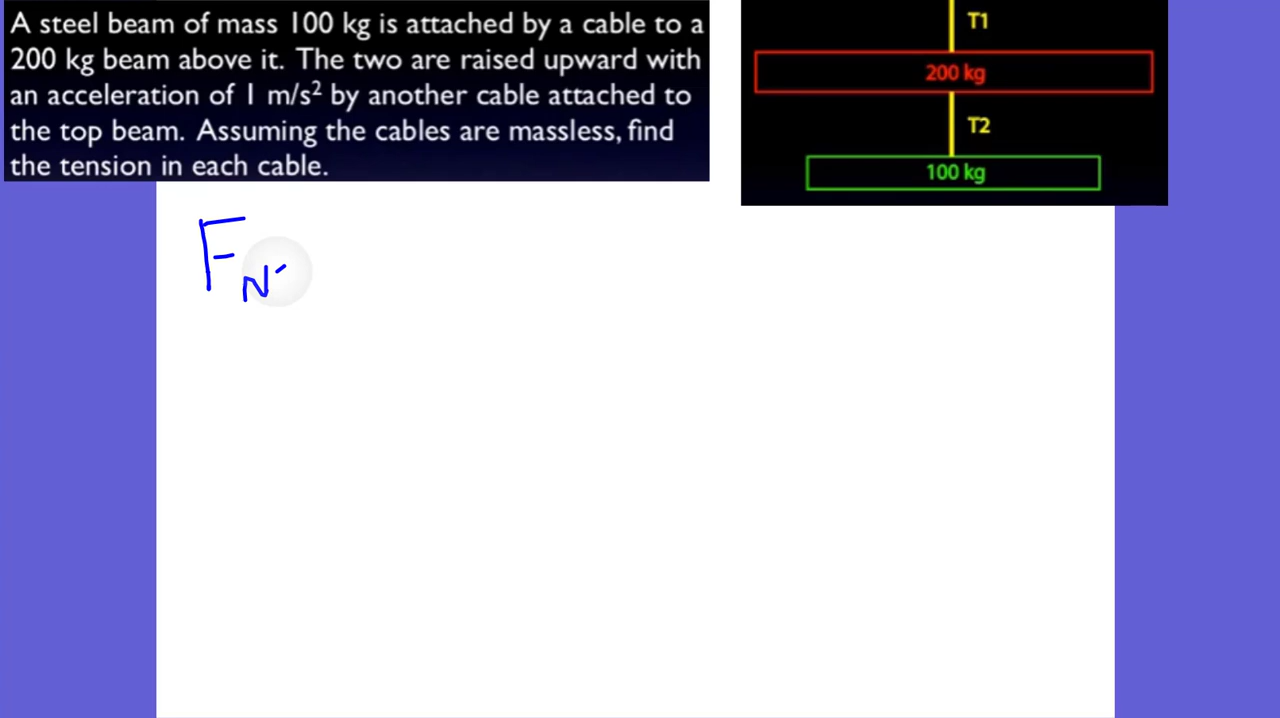 A steel beam of mass 100 kg is attached by a cable to a
200 kg beam above it. The two are raised upward with
an acceleration of 1 m/s² by another cable attached to
the top beam. Assuming the cables are massless, find
the tension in each cable.
T1
200 kg
T2
100 kg
F_N